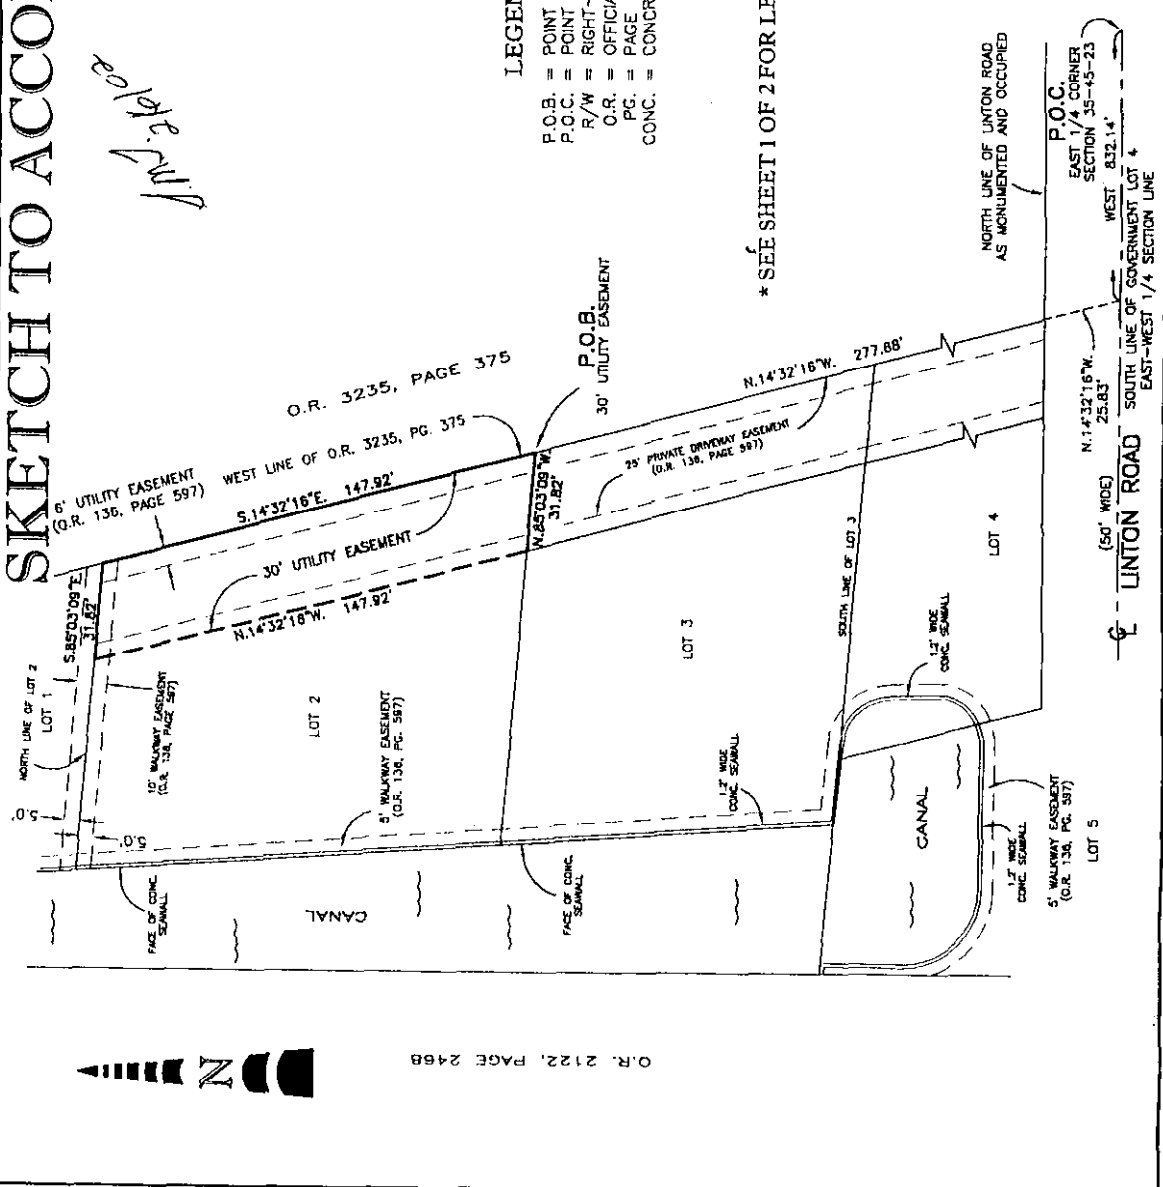 SKETCH TO ACCO
LEGEN
P.O.B. = POINT
P.O.C. = POINT
R/W = RIGHT-
O.R. = OFFICIA
PG. = PAGE
CONC. = CONCR
* SEE SHEET 1 OF 2 FOR LE
NORTH LINE OF LINTON ROAD
AS MONUMENTED AND OCCUPIED
P.O.C.
EAST 1/4 CORNER
SECTION 35-45-23
WEST 832.14'
SOUTH LINE OF GOVERNMENT LOT 4
EAST-WEST 1/4 SECTION LINE
N.14°32'16"W.
25.83'
(50' WIDE)
LINTON ROAD
O.R. 3235, PAGE 375
WEST LINE OF O.R. 3235, PG. 375
6' UTILITY EASEMENT
(O.R. 136, PAGE 597)
S.14°32'16"E. 147.92'
P.O.B.
30' UTILITY EASEMENT
N.14°32'16"W. 277.88'
30' UTILITY EASEMENT
N.85°03'09"W.
31.82'
25' PRIVATE DRIVEWAY EASEMENT
(O.R. 136, PAGE 597)
N.14°32'16"W. 147.92'
S.85°03'09"E.
31.82'
NORTH LINE OF LOT 2
LOT 1
10' WALKWAY EASEMENT
(O.R. 136, PAGE 597)
5.0'
5.0'
LOT 2
5' WALKWAY EASEMENT
(O.R. 136, PG. 597)
LOT 3
SOUTH LINE OF LOT 3
LOT 4
1.2' WIDE
CONC. SEAWALL
1.2' WIDE
CONC. SEAWALL
FACE OF CONC.
SEAWALL
CANAL
FACE OF CONC.
SEAWALL
CANAL
1.2' WIDE
CONC. SEAWALL
5' WALKWAY EASEMENT
(O.R. 136, PG. 597)
LOT 5
N
O.R. 2122, PAGE 2468